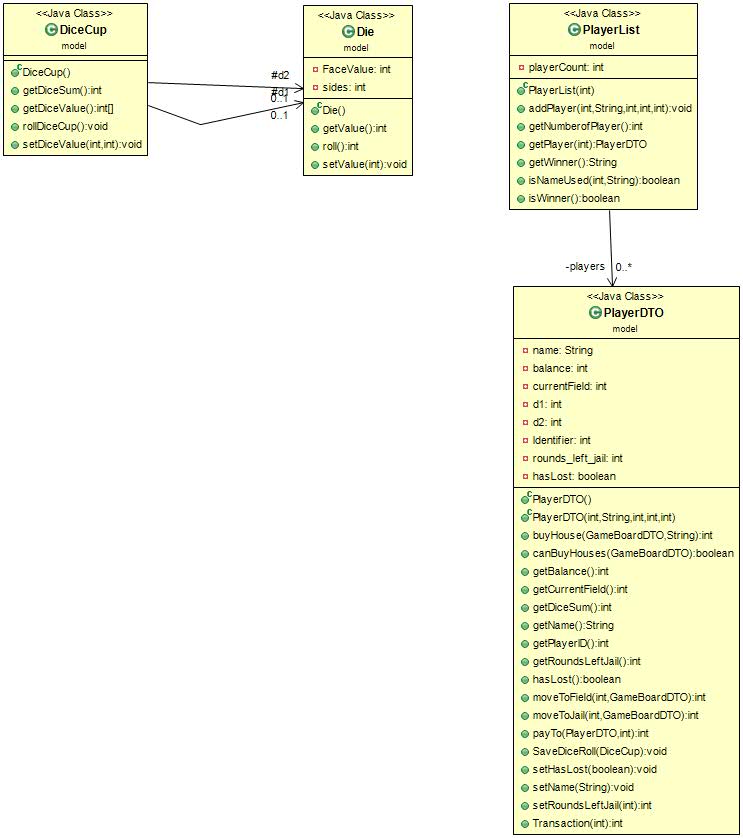 <<Java Class>>
DiceCup
model
DiceCup()
getDiceSum():int
getDiceValue():int[]
rollDiceCup():void
setDiceValue(int,int):void
#d2
0..1
#d1
0..1
<<Java Class>>
Die
model
FaceValue: int
sides: int
Die()
getValue():int
roll():int
setValue(int):void
<<Java Class>>
PlayerList
model
playerCount: int
PlayerList(int)
addPlayer(int,String,int,int,int):void
getNumberofPlayer():int
getPlayer(int):PlayerDTO
getWinner():String
isNameUsed(int,String):boolean
isWinner():boolean
-players 0..*
<<Java Class>>
PlayerDTO
model
name: String
balance: int
currentField: int
d1: int
d2: int
Identifier: int
rounds_left_jail: int
hasLost: boolean
PlayerDTO()
PlayerDTO(int,String,int,int,int)
buyHouse(GameBoardDTO,String):int
canBuyHouses(GameBoardDTO):boolean
getBalance():int
getCurrentField():int
getDiceSum():int
getName():String
getPlayerID():int
getRoundsLeftJail():int
hasLost():boolean
moveToField(int,GameBoardDTO):int
moveToJail(int,GameBoardDTO):int
payTo(PlayerDTO,int):int
SaveDiceRoll(DiceCup):void
setHasLost(boolean):void
setName(String):void
setRoundsLeftJail(int):int
Transaction(int):int